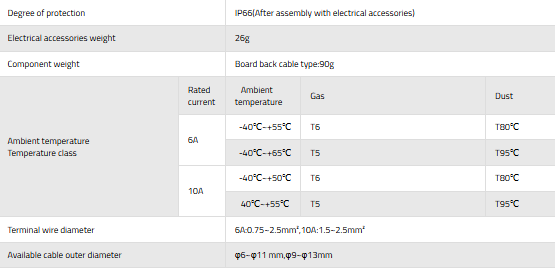 Degree of protection IP66(After assembly with electrical accessories)
Electrical accessories weight 26g
Component weight Board back cable type:90g
Rated current Ambient temperature Gas Dust
Ambient temperature
Temperature class
6A -40℃~+55℃ T6 T80℃
-40℃~+65℃ T5 T95℃
10A -40℃~+50℃ T6 T80℃
40℃~+55℃ T5 T95℃
Terminal wire diameter 6A:0.75~2.5mm²,10A:1.5~2.5mm²
Available cable outer diameter φ6~φ11 mm,φ9~φ13mm